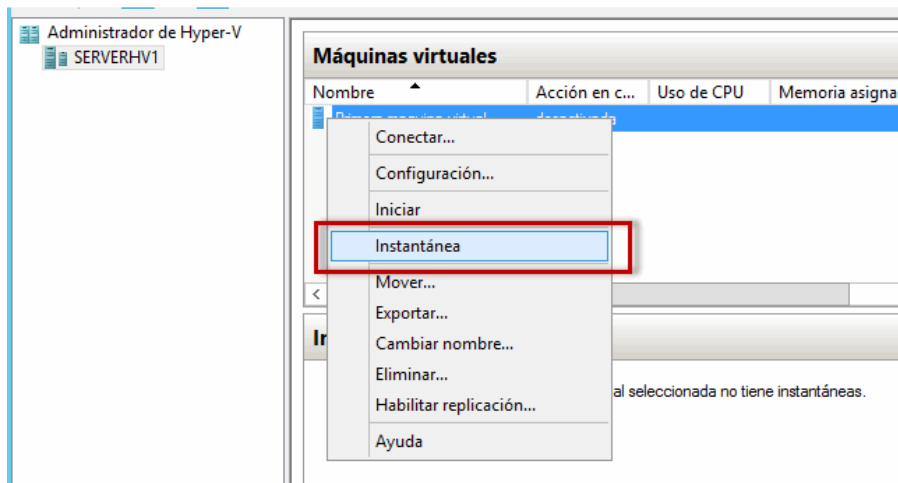 Administrador de Hyper-V
SERVERHV1
Máquinas virtuales
Nombre Acción en c... Uso de CPU Memoria asigna
Conectar...
Configuración...
Iniciar
Instantánea
Mover...
Exportar...
Cambiar nombre...
Eliminar...
al seleccionada no tiene instantáneas.
Habilitar replicación...
Ayuda